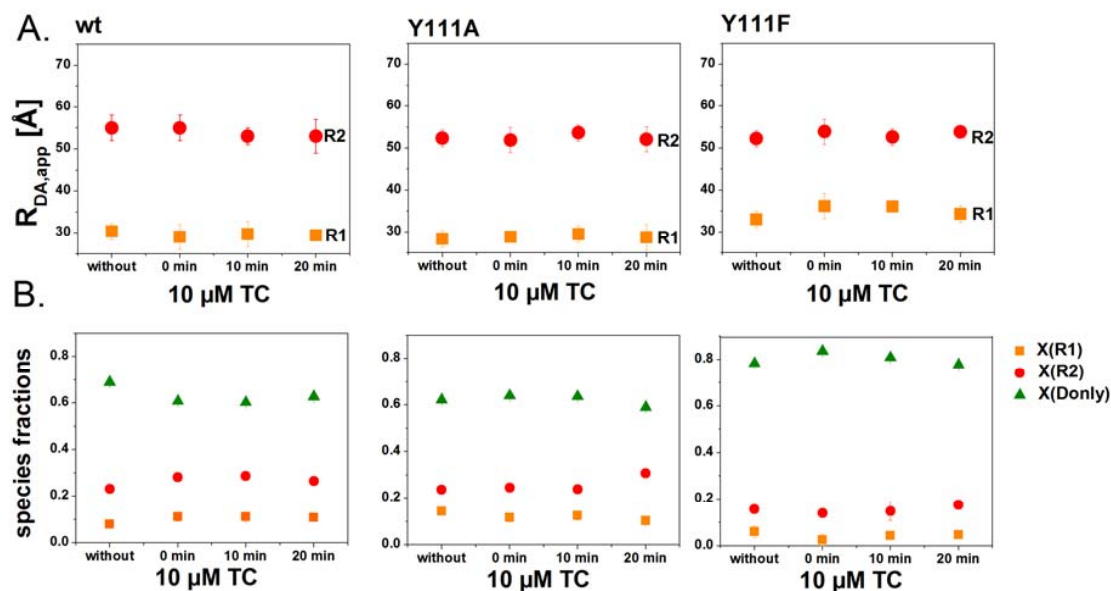 A.
wt
Y111A
Y111F
R_DA,app [Å]
70
60
50
40
30
R2
R1
without 0 min 10 min 20 min
10 µM TC
70
60
50
40
30
R2
R1
without 0 min 10 min 20 min
10 µM TC
70
60
50
40
30
R2
R1
without 0 min 10 min 20 min
10 µM TC
B.
species fractions
0.8
0.6
0.4
0.2
0.0
without 0 min 10 min 20 min
10 µM TC
0.8
0.6
0.4
0.2
0.0
without 0 min 10 min 20 min
10 µM TC
0.8
0.6
0.4
0.2
0.0
without 0 min 10 min 20 min
10 µM TC
X(R1)
X(R2)
X(Donly)